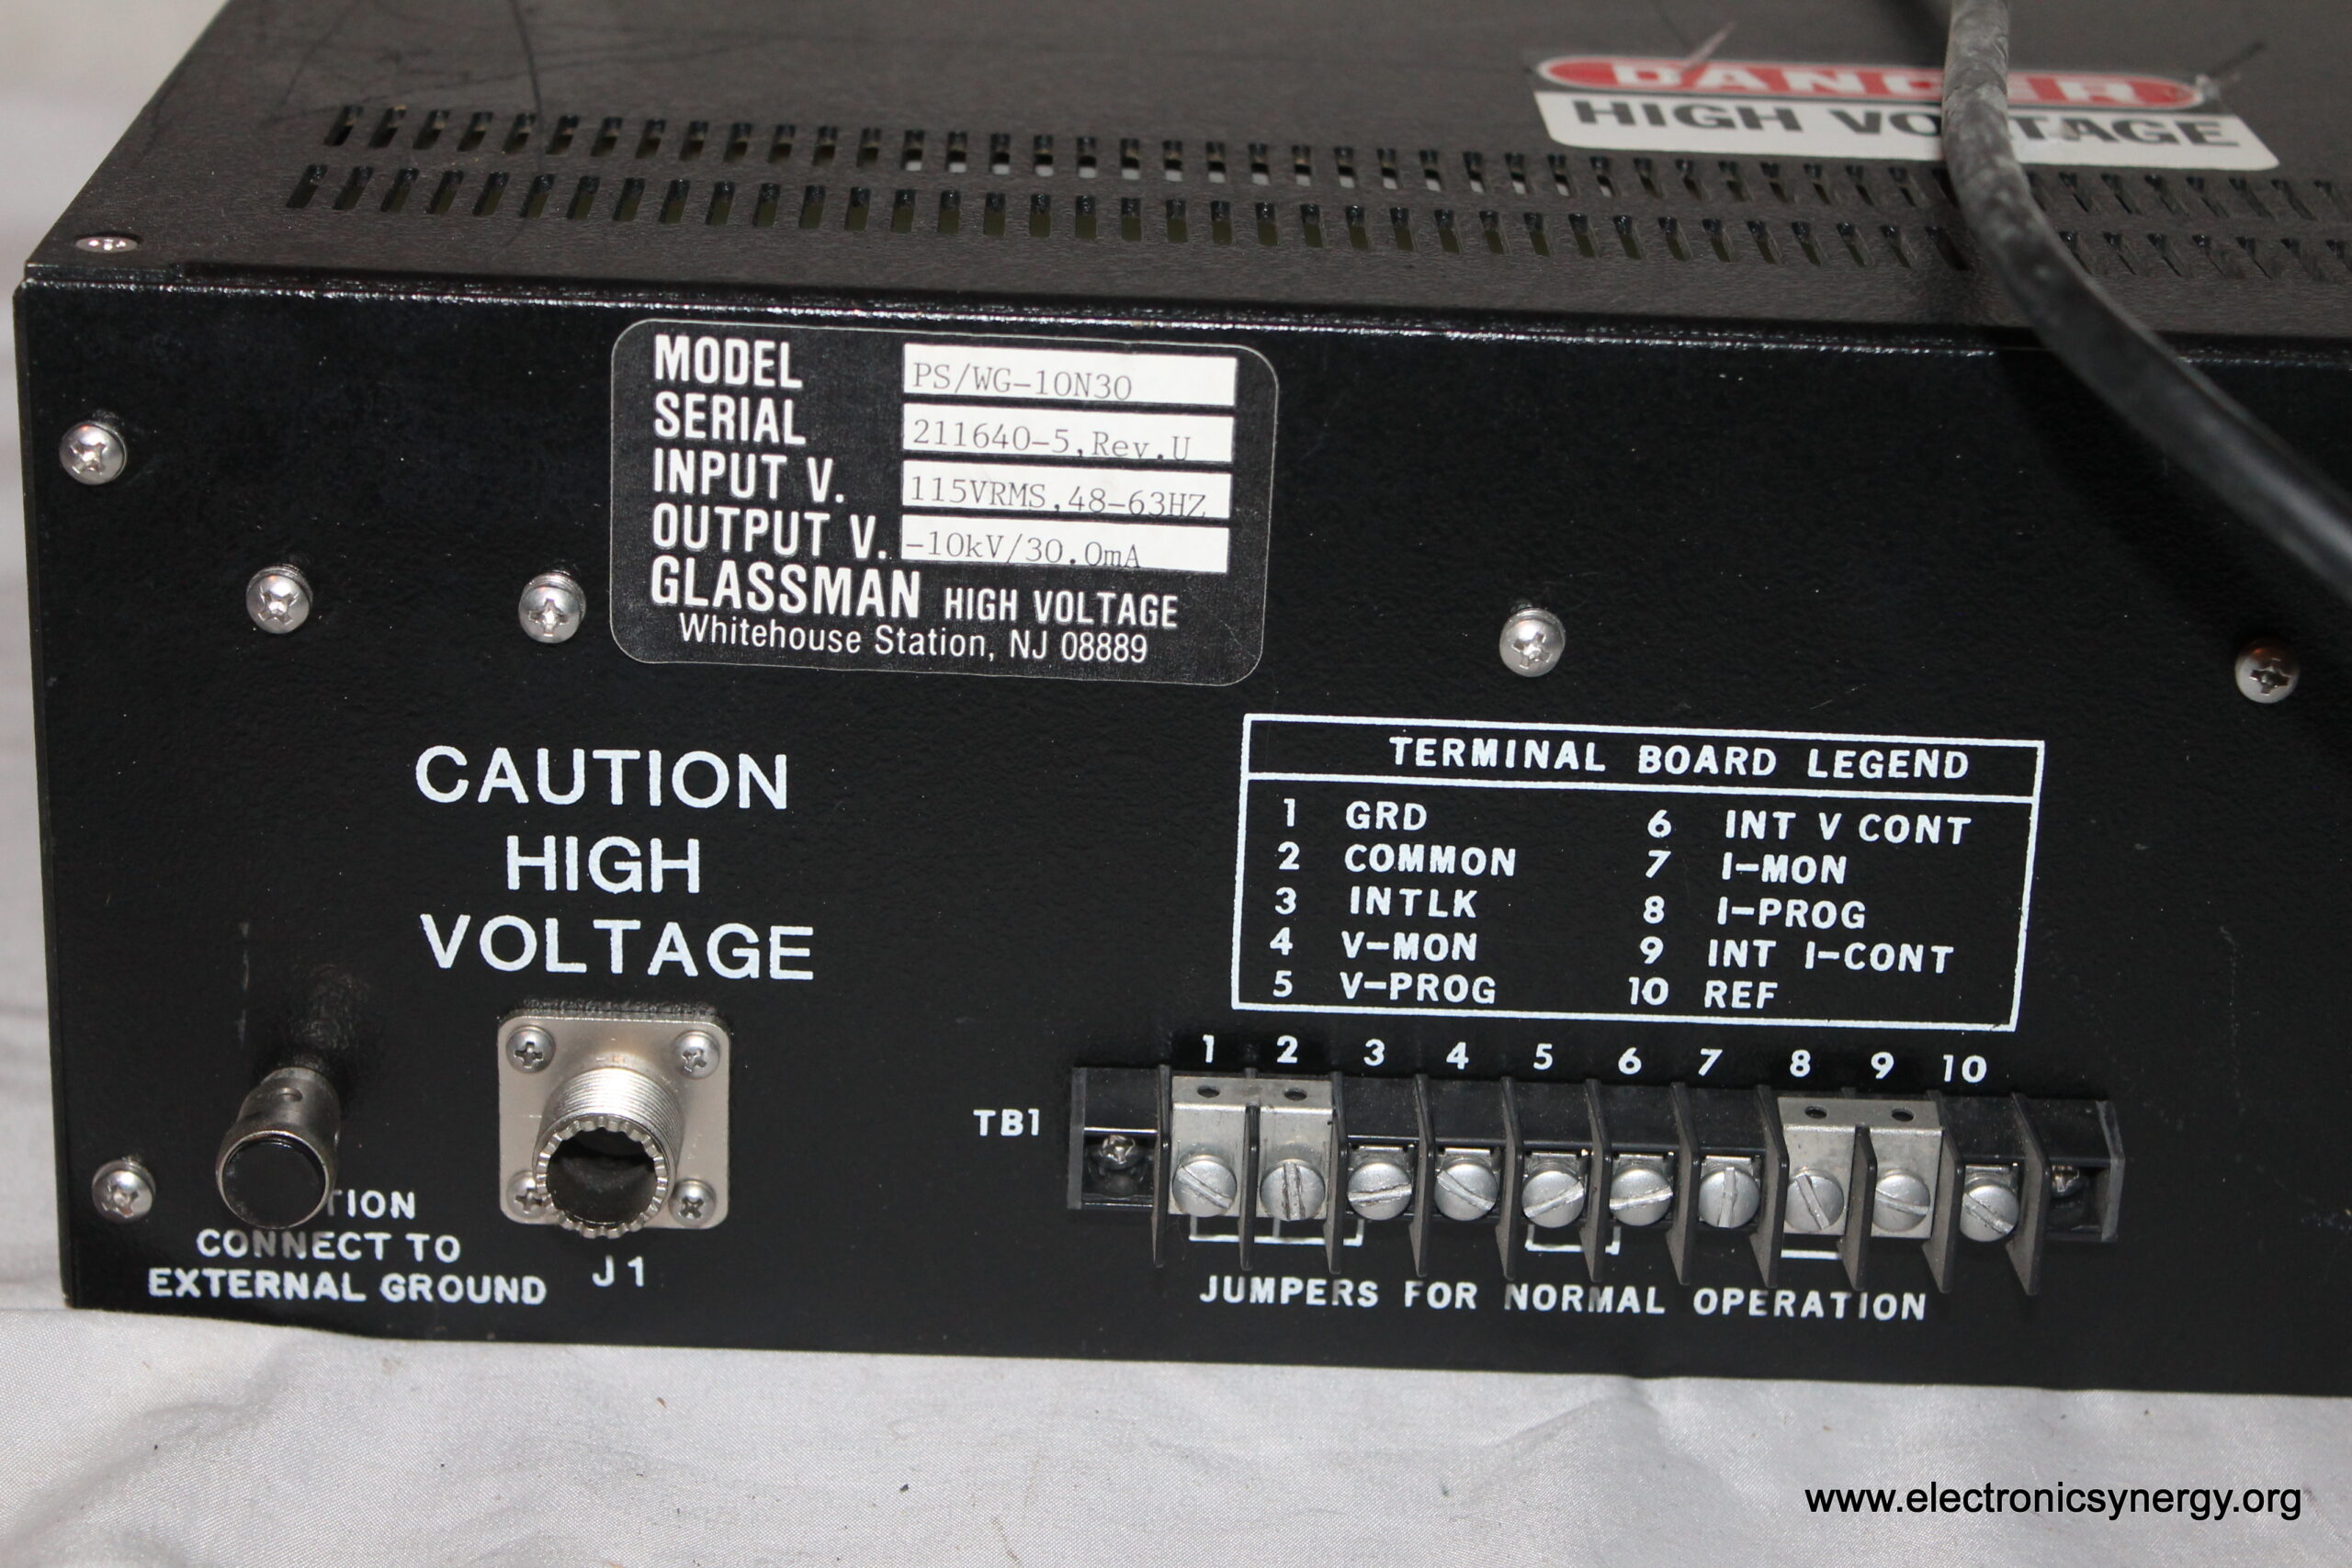 DANGER
HIGH VOLTAGE
MODEL PS/WG-10N30
SERIAL 211640-5,Rev.U
INPUT V. 115VRMS,48-63HZ
OUTPUT V. -10kV/30.0mA
GLASSMAN HIGH VOLTAGE
Whitehouse Station, NJ 08889
CAUTION
HIGH
VOLTAGE
TERMINAL BOARD LEGEND
1 GRD 6 INT V CONT
2 COMMON 7 I-MON
3 INTLK 8 I-PROG
4 V-MON 9 INT I-CONT
5 V-PROG 10 REF
1 2 3 4 5 6 7 8 9 10
TB1
CONNECT TO
EXTERNAL GROUND
J1
JUMPERS FOR NORMAL OPERATION
www.electronicsynergy.org